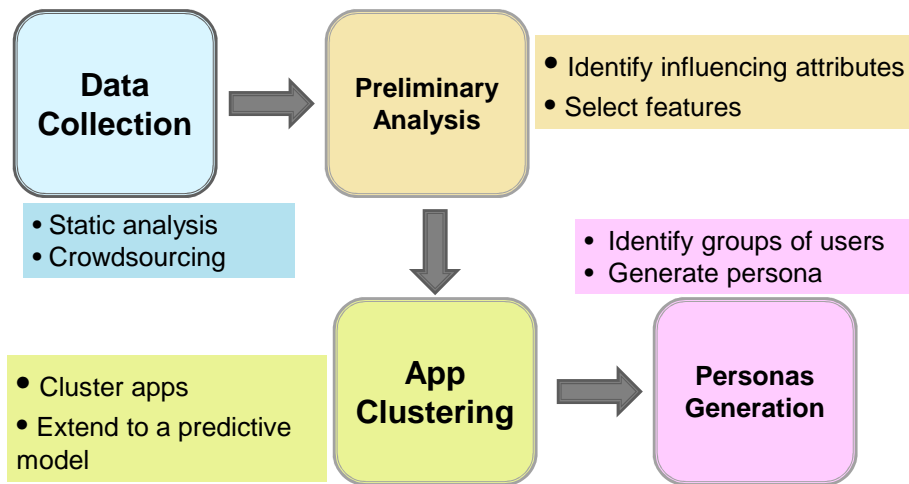 Data
Collection
Preliminary
Analysis
• Identify influencing attributes
• Select features
• Static analysis
• Crowdsourcing
• Identify groups of users
• Generate persona
• Cluster apps
• Extend to a predictive
model
App
Clustering
Personas
Generation